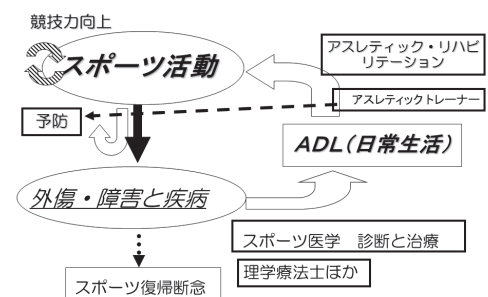 競技力向上
スポーツ活動
アスレティック・リハビ
リテーション
アスレティックトレーナー
予防
ADL(日常生活)
外傷・障害と疾病
スポーツ医学　診断と治療
理学療法士ほか
スポーツ復帰断念